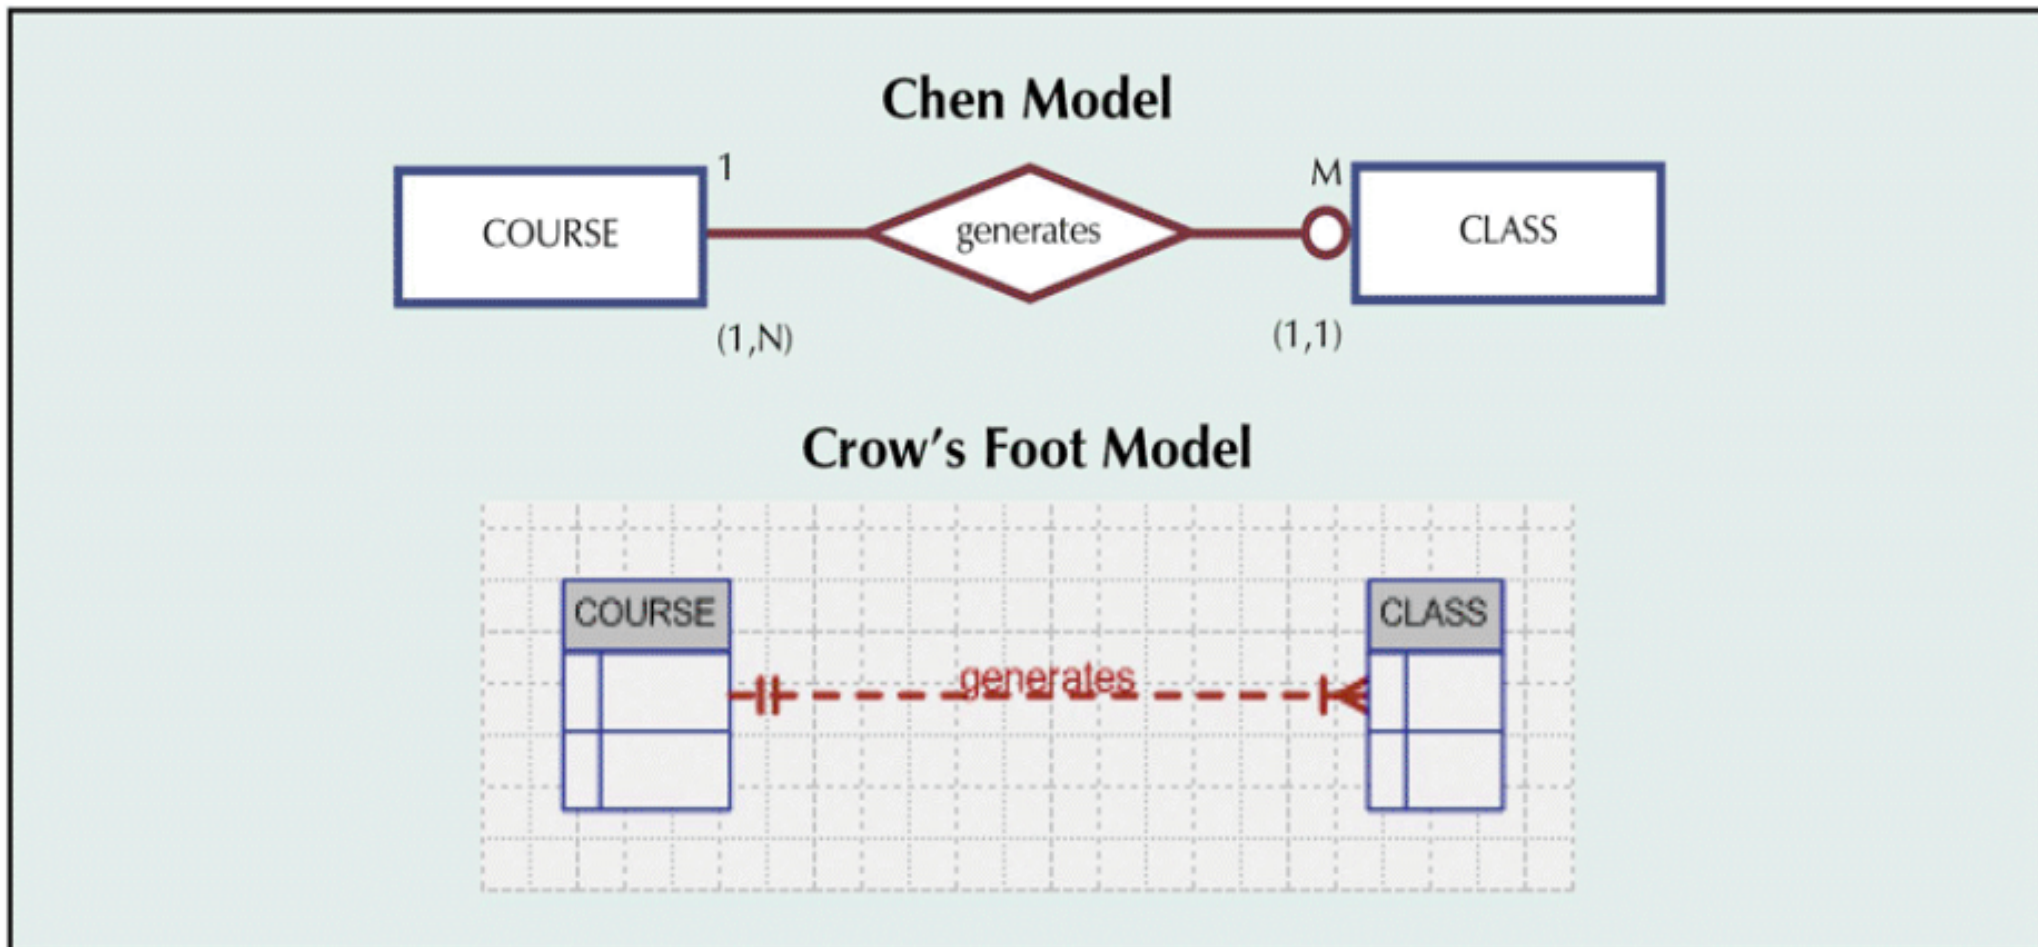 Chen Model
1
M
COURSE
generates
CLASS
(1,N)
(1,1)
Crow’s Foot Model
COURSE
CLASS
generates